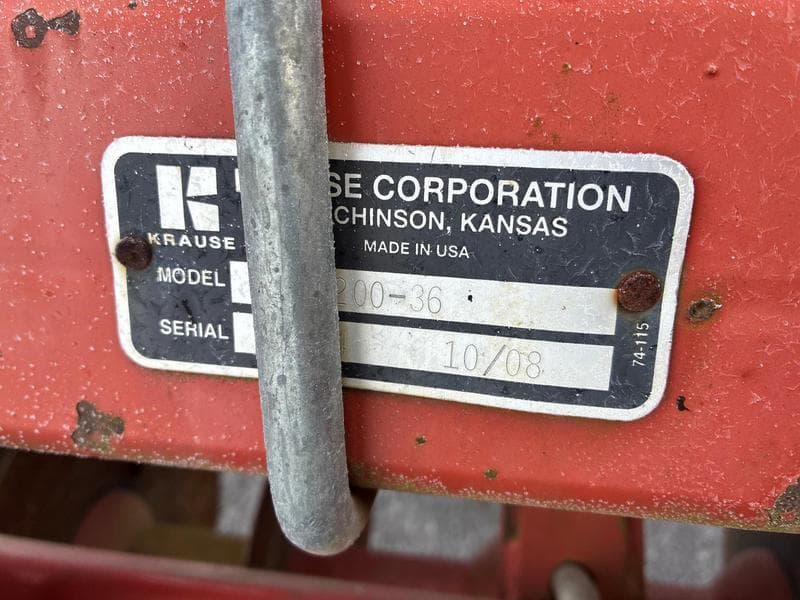 KRAUSE
SE CORPORATION
CHINSON, KANSAS
MADE IN USA
MODEL 200-36
SERIAL 10/08
74-115